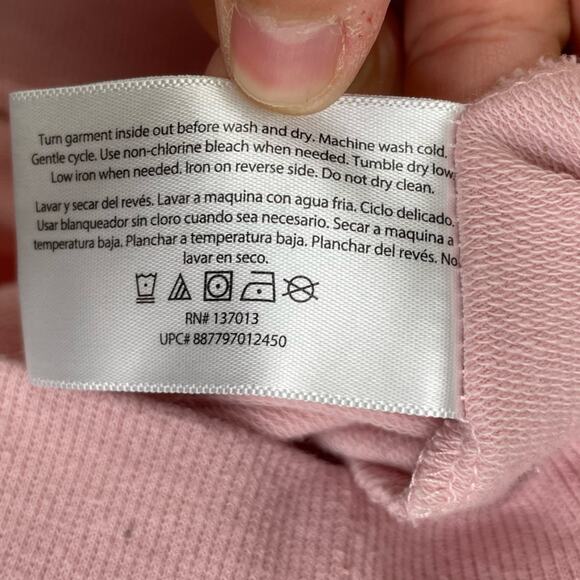 Turn garment inside out before wash and dry. Machine wash cold.
Gentle cycle. Use non-chlorine bleach when needed. Tumble dry low.
Low iron when needed. Iron on reverse side. Do not dry clean.
Lavar y secar del revés. Lavar a maquina con agua fria. Ciclo delicado.
Usar blanqueador sin cloro cuando sea necesario. Secar a maquina a
temperatura baja. Planchar a temperatura baja. Planchar del revés. No
lavar en seco.
RN# 137013
UPC# 887797012450